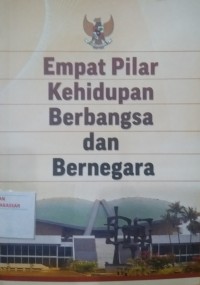 Empat Pilar
Kehidupan
Berbangsa
dan
Bernegara